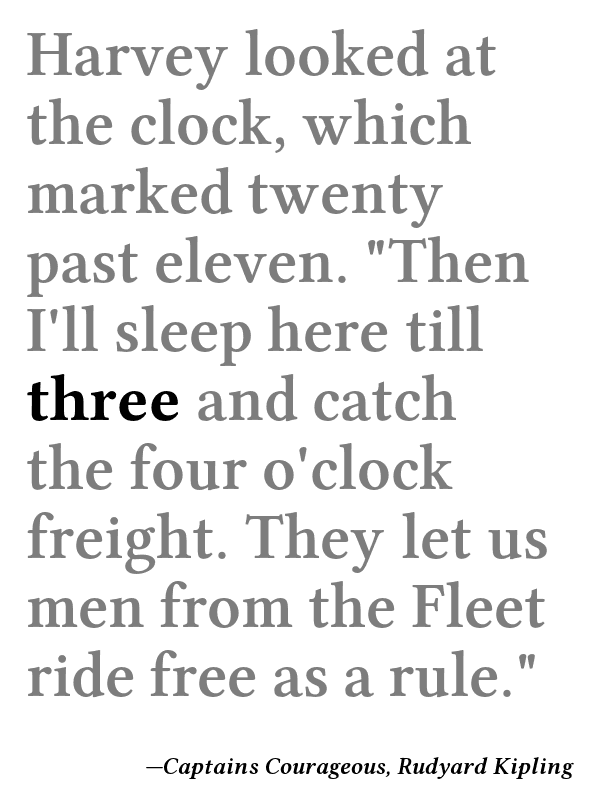 Harvey looked at
the clock, which
marked twenty
past eleven. "Then
I'll sleep here till
three and catch
the four o'clock
freight. They let us
men from the Fleet
ride free as a rule."
—Captains Courageous, Rudyard Kipling